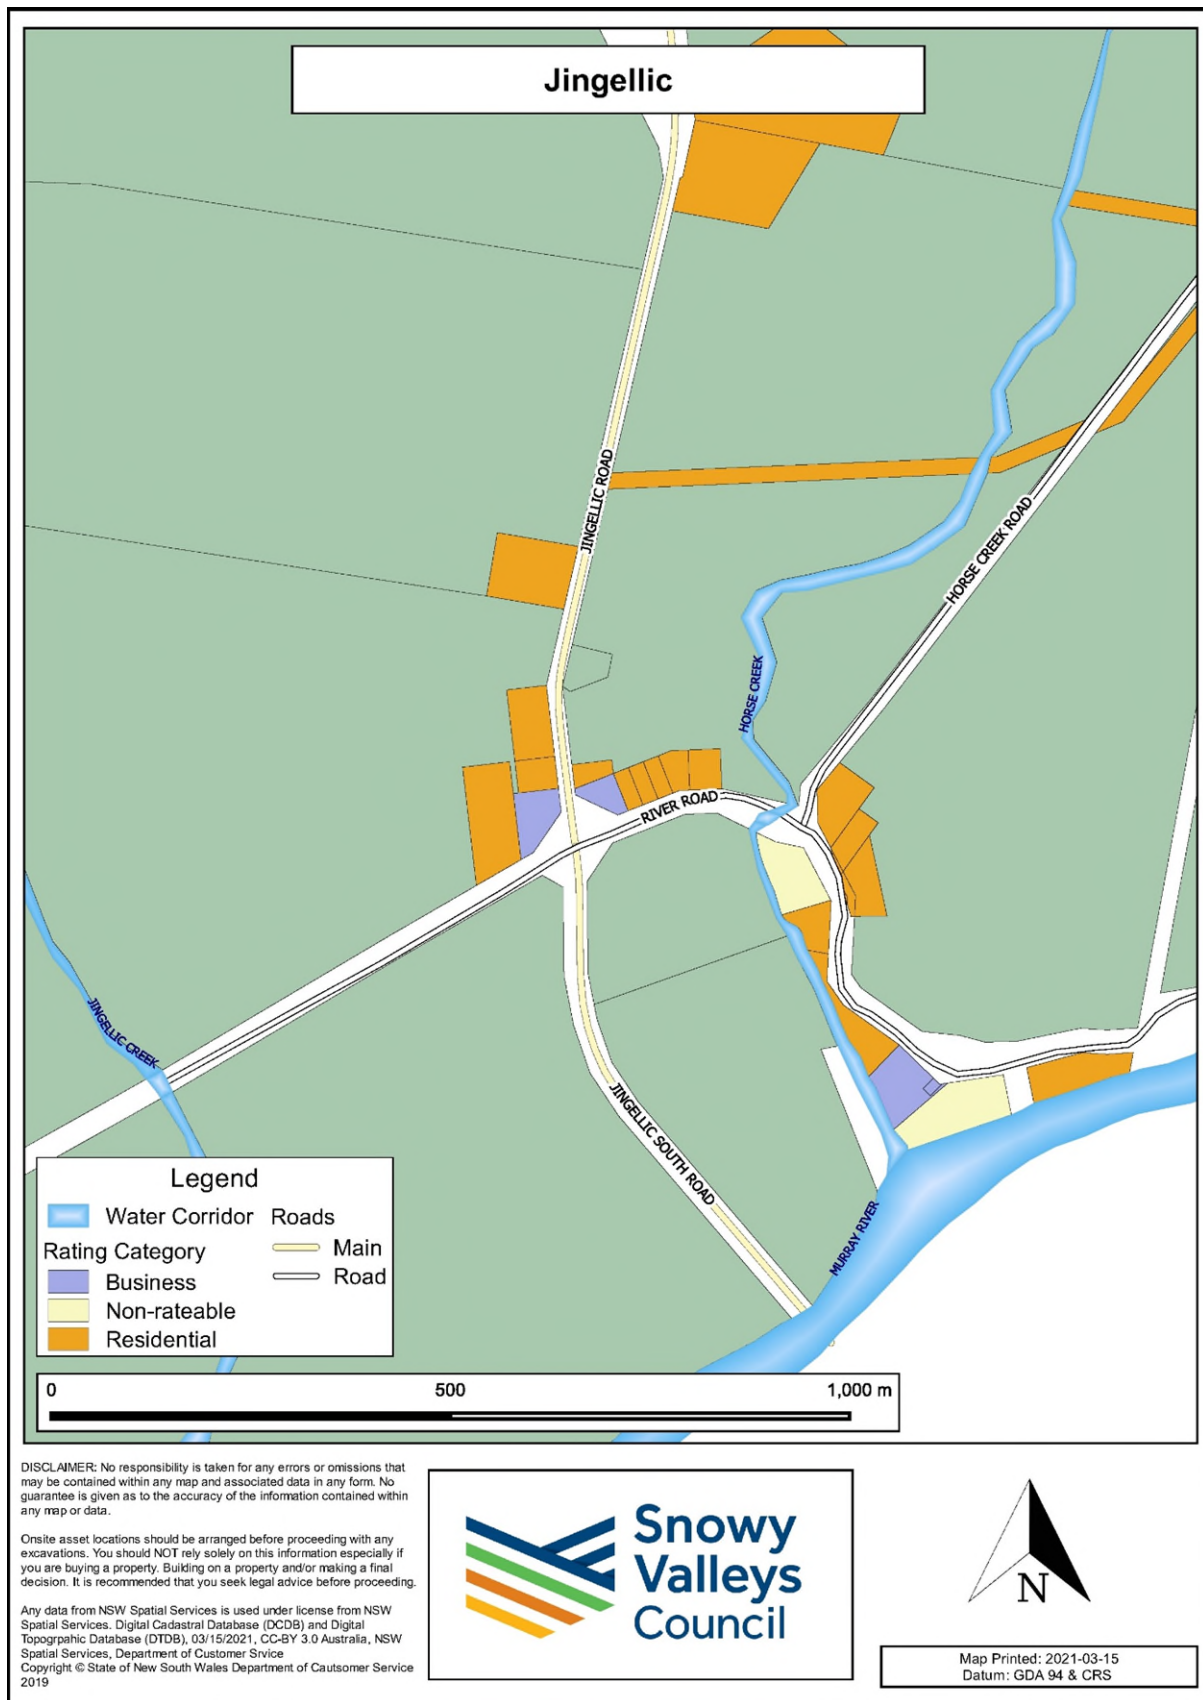 Jingellic
JINGELLIC ROAD
HORSE CREEK ROAD
HORSE CREEK
RIVER ROAD
JINGELLIC CREEK
JINGELLIC SOUTH ROAD
MURRAY RIVER
Legend
Water Corridor
Roads
Rating Category
Main
Business
Road
Non-rateable
Residential
0 500 1,000 m
DISCLAIMER: No responsibility is taken for any errors or omissions that
may be contained within any map and associated data in any form. No
guarantee is given as to the accuracy of the information contained within
any map or data.
Onsite asset locations should be arranged before proceeding with any
excavations. You should NOT rely solely on this information especially if
you are buying a property. Building on a property and/or making a final
decision. It is recommended that you seek legal advice before proceeding.
Any data from NSW Spatial Services is used under license from NSW
Spatial Services. Digital Cadastral Database (DCDB) and Digital
Topogrpahic Database (DTDB), 03/15/2021, CC-BY 3.0 Australia, NSW
Spatial Services, Department of Customer Srvice
Copyright © State of New South Wales Department of Cautsomer Service
2019
Snowy
Valleys
Council
N
Map Printed: 2021-03-15
Datum: GDA 94 & CRS